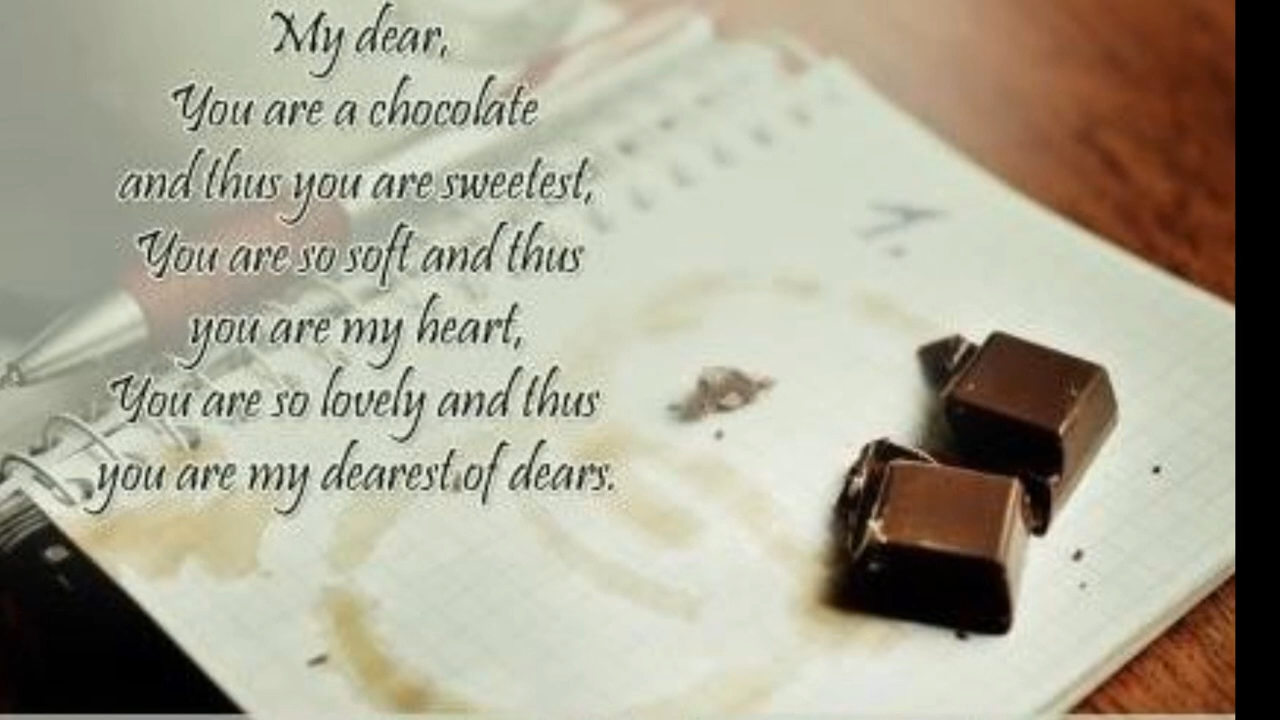 My dear,
You are a chocolate
and thus you are sweetest,
You are so soft and thus
you are my heart,
You are so lovely and thus
you are my dearest of dears.